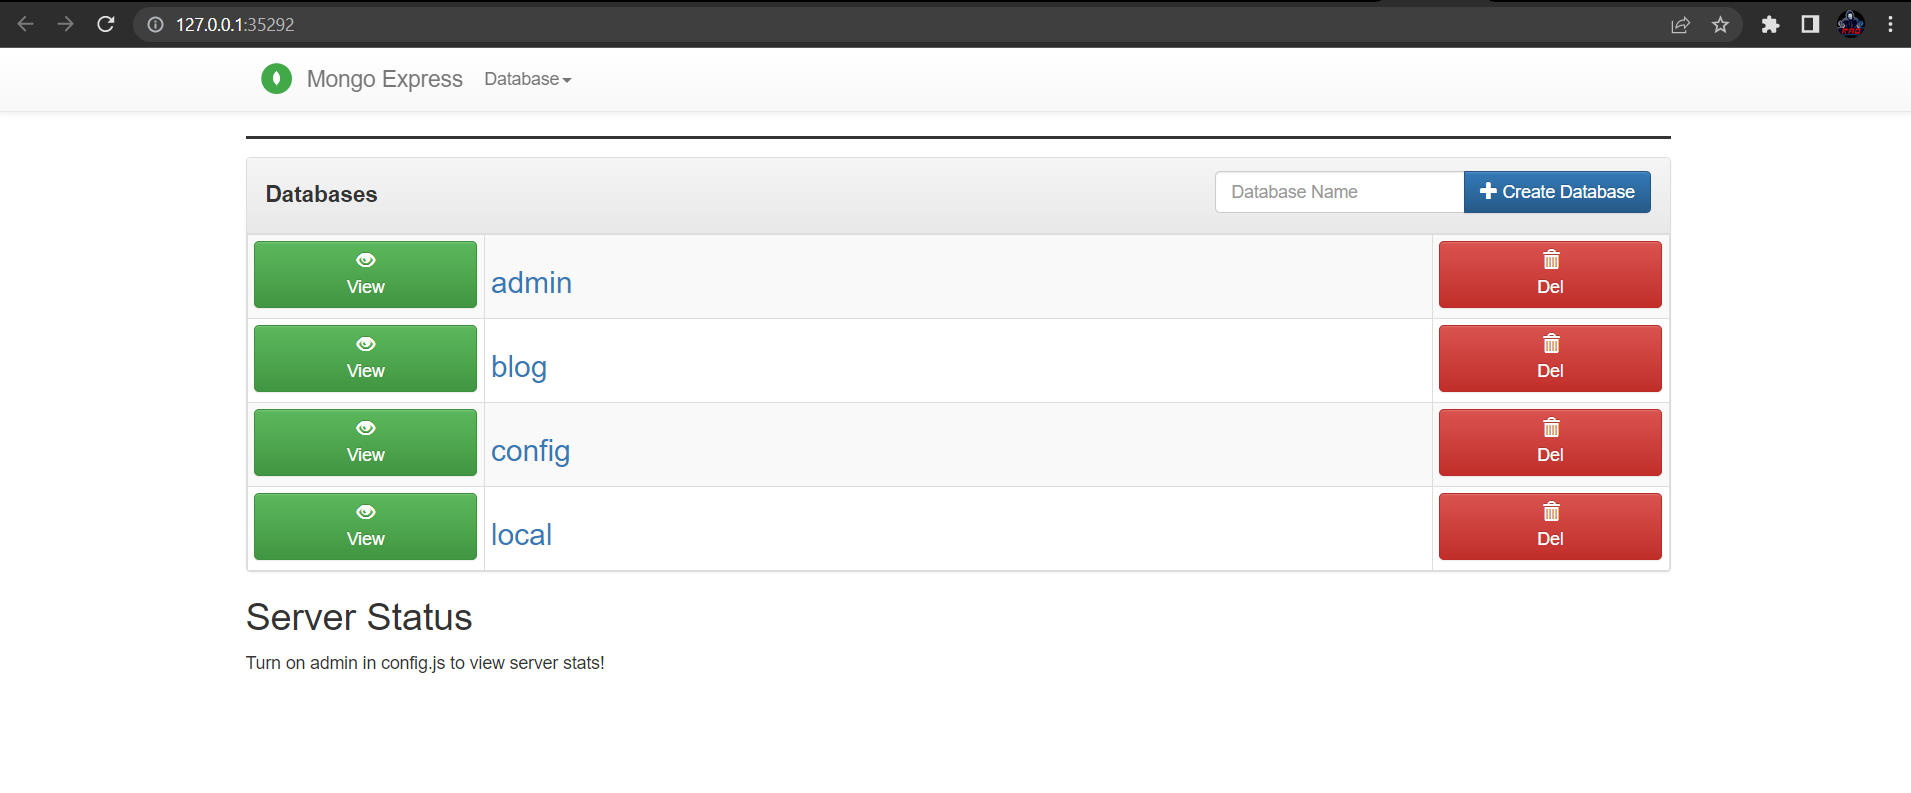 127.0.0.1:35292
Mongo Express Database
Databases Database Name Create Database
View admin Del
View blog Del
View config Del
View local Del
Server Status
Turn on admin in config.js to view server stats!